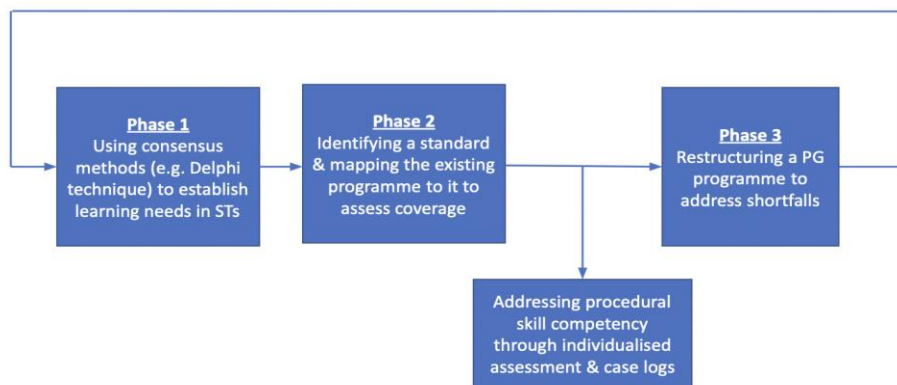 Phase 1
Using consensus
methods (e.g. Delphi
technique) to establish
learning needs in STs
Phase 2
Identifying a standard
& mapping the existing
programme to it to
assess coverage
Phase 3
Restructuring a PG
programme to
address shortfalls
Addressing procedural
skill competency
through individualised
assessment & case logs